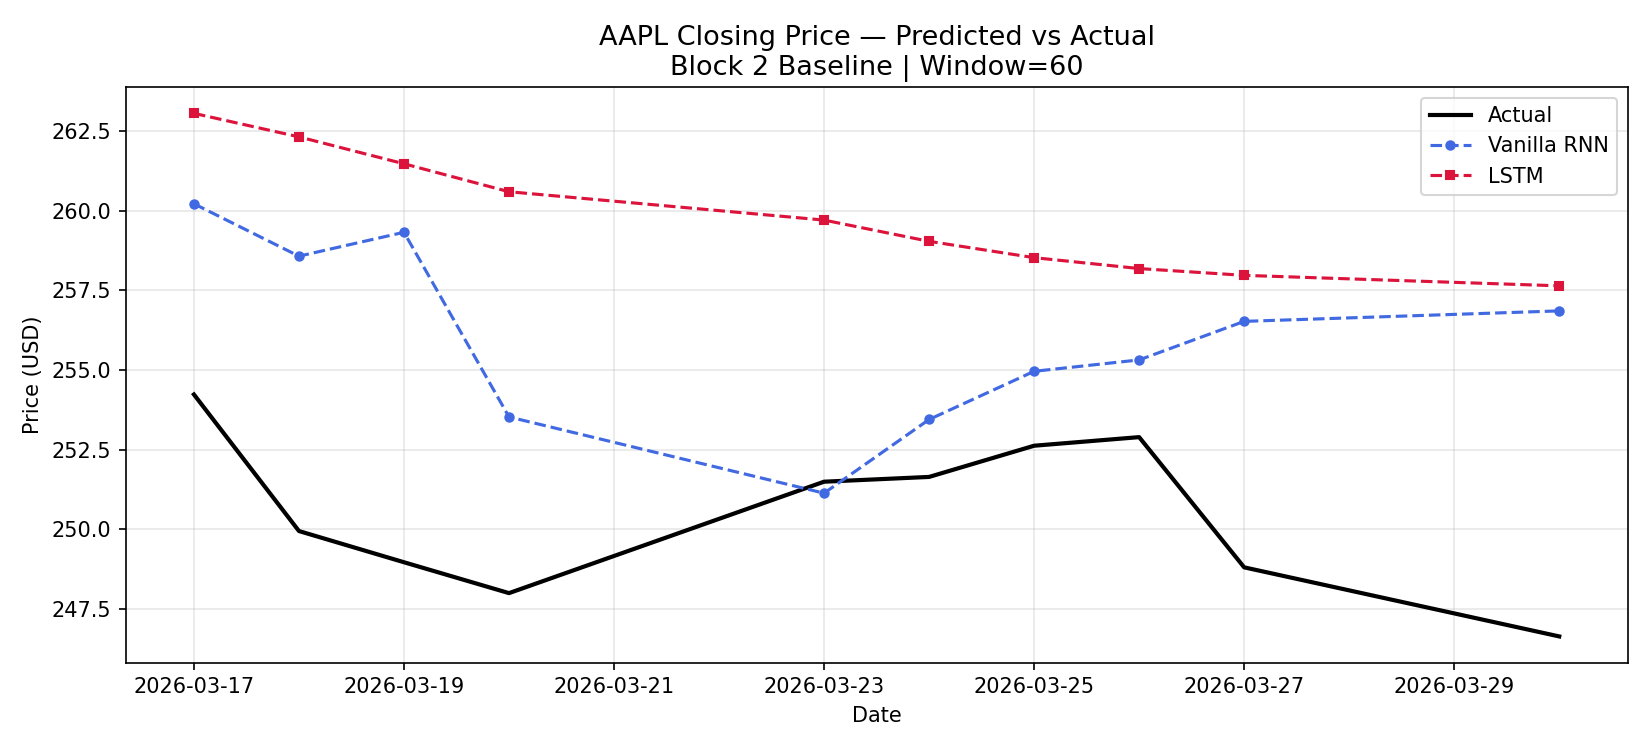 AAPL Closing Price — Predicted vs Actual
Block 2 Baseline | Window=60
Actual
Vanilla RNN
LSTM
Price (USD)
262.5
260.0
257.5
255.0
252.5
250.0
247.5
2026-03-17 2026-03-19 2026-03-21 2026-03-23 2026-03-25 2026-03-27 2026-03-29
Date